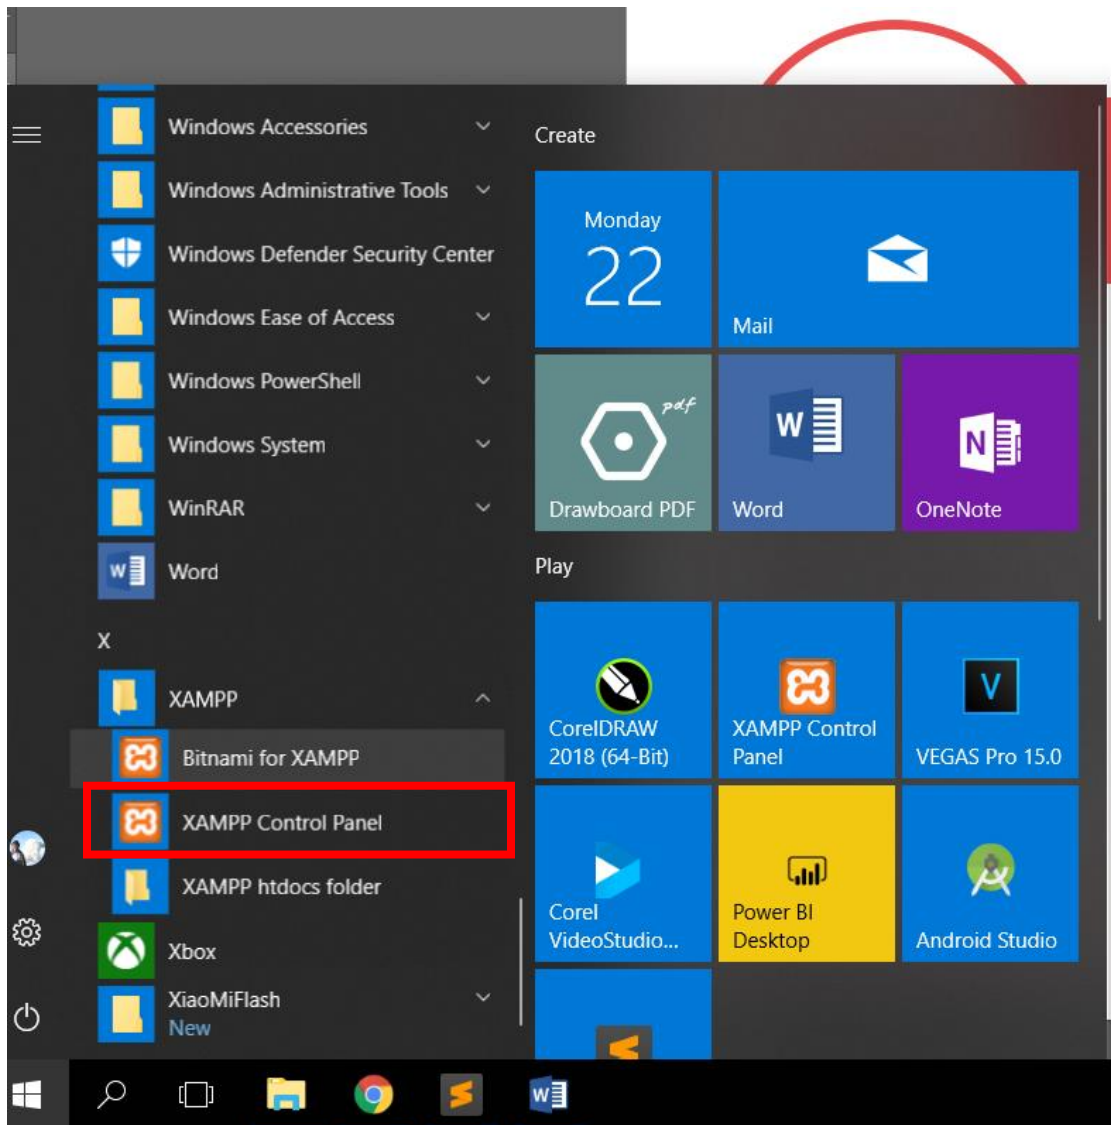 Windows Accessories
Windows Administrative Tools
Windows Defender Security Center
Windows Ease of Access
Windows PowerShell
Windows System
WinRAR
Word
X
XAMPP
Bitnami for XAMPP
XAMPP Control Panel
XAMPP htdocs folder
Xbox
XiaoMiFlash
New
Create
Monday
22
Mail
pdf
Drawboard PDF
W
Word
N
OneNote
Play
CorelDRAW
2018 (64-Bit)
XAMPP Control
Panel
V
VEGAS Pro 15.0
Corel
VideoStudio...
Power BI
Desktop
Android Studio